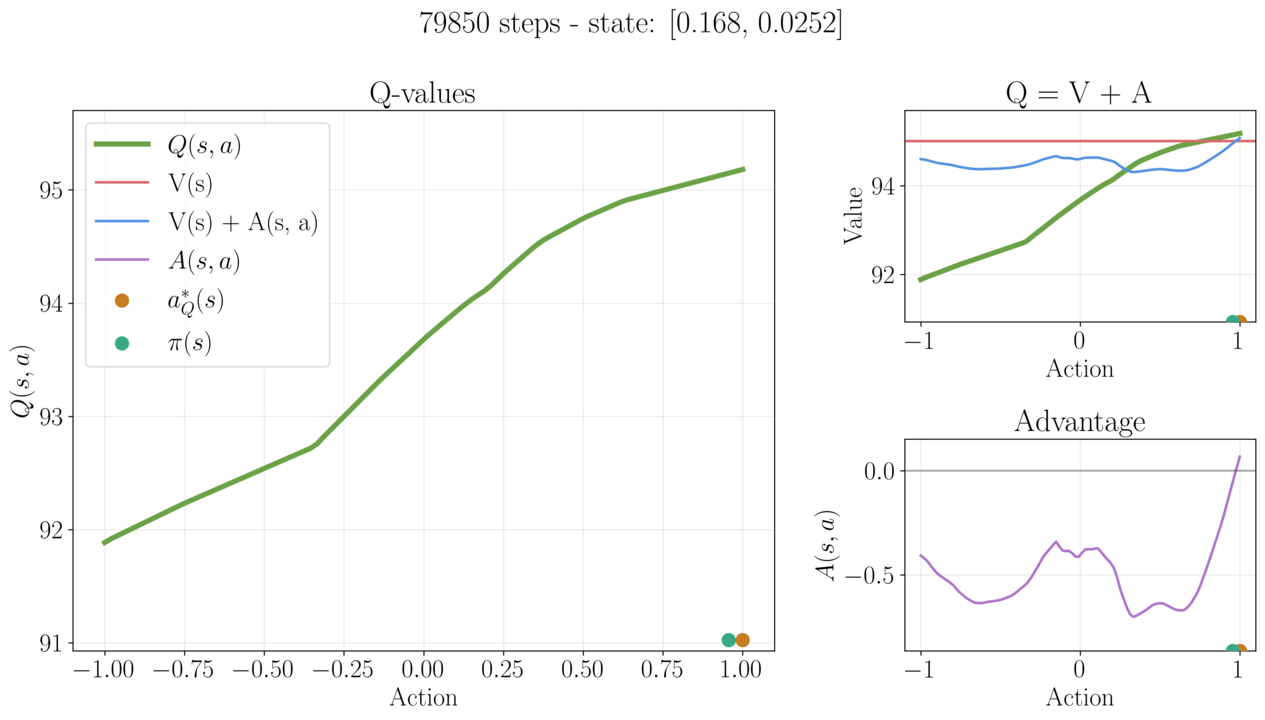 79850 steps - state: [0.168, 0.0252]
Q-values
Q(s, a)
V(s)
V(s) + A(s, a)
A(s, a)
a*Q(s)
π(s)
Q(s, a)
95
94
93
92
91
−1.00 −0.75 −0.50 −0.25 0.00 0.25 0.50 0.75 1.00
Action
Q = V + A
Value
94
92
−1 0 1
Action
Advantage
A(s, a)
0.0
−0.5
−1 0 1
Action